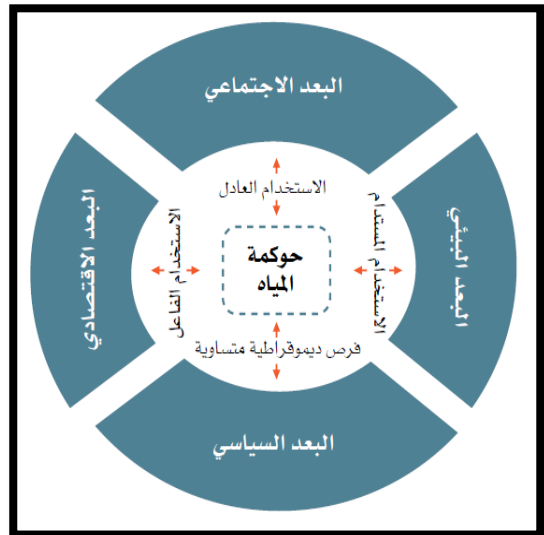 البعد الاجتماعي
الاستخدام العادل
البعد البيئي
الاستخدام المستدام
حوكمة
المياه
الاستخدام الفاعل
البعد الاقتصادي
فرص ديموقراطية متساوية
البعد السياسي